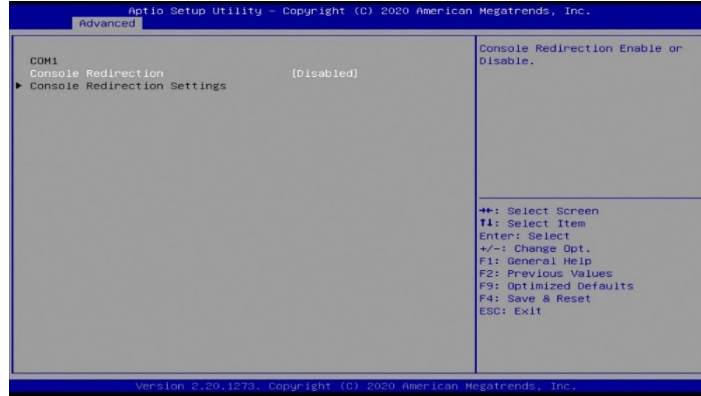 Aptio Setup Utility – Copyright (C) 2020 American Megatrends, Inc.
Advanced
COM1
Console Redirection [Disabled]
▶ Console Redirection Settings
Console Redirection Enable or
Disable.
→←: Select Screen
↑↓: Select Item
Enter: Select
+/-: Change Opt.
F1: General Help
F2: Previous Values
F9: Optimized Defaults
F4: Save & Reset
ESC: Exit
Version 2.20.1273. Copyright (C) 2020 American Megatrends, Inc.